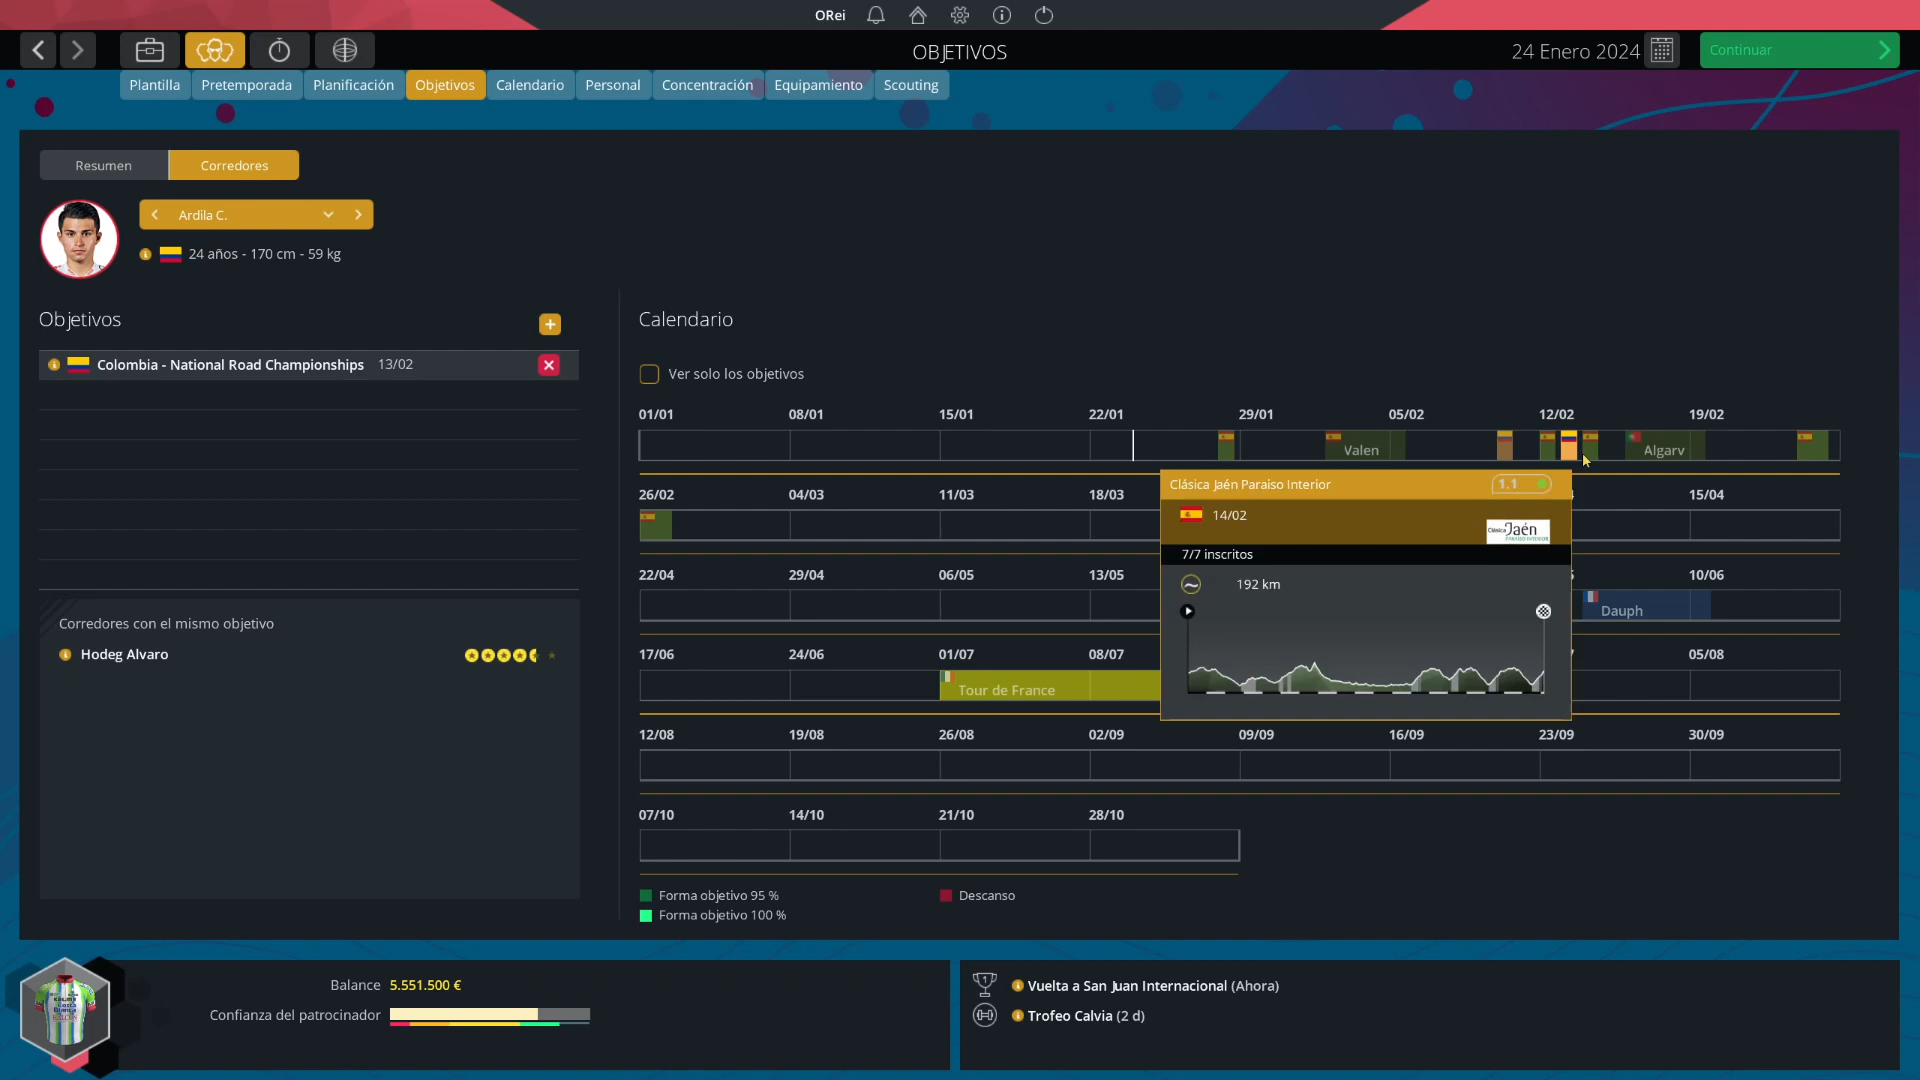 ORei
OBJETIVOS
24 Enero 2024
Continuar
Plantilla
Pretemporada
Planificación
Objetivos
Calendario
Personal
Concentración
Equipamiento
Scouting
Resumen
Corredores
Ardila C.
24 años - 170 cm - 59 kg
Objetivos
Colombia - National Road Championships 13/02
Corredores con el mismo objetivo
Hodeg Alvaro
Calendario
Ver solo los objetivos
01/01 08/01 15/01 22/01 29/01 05/02 12/02 19/02
Valen Algarv
26/02 04/03 11/03 18/03 15/04
22/04 29/04 06/05 13/05 10/06
Dauph
17/06 24/06 01/07 08/07 05/08
Tour de France
12/08 19/08 26/08 02/09 09/09 16/09 23/09 30/09
07/10 14/10 21/10 28/10
Clásica Jaén Paraiso Interior 1.1
14/02
Jaén
7/7 inscritos
192 km
Forma objetivo 95 %
Descanso
Forma objetivo 100 %
Balance 5.551.500 €
Confianza del patrocinador
Vuelta a San Juan Internacional (Ahora)
Trofeo Calvia (2 d)